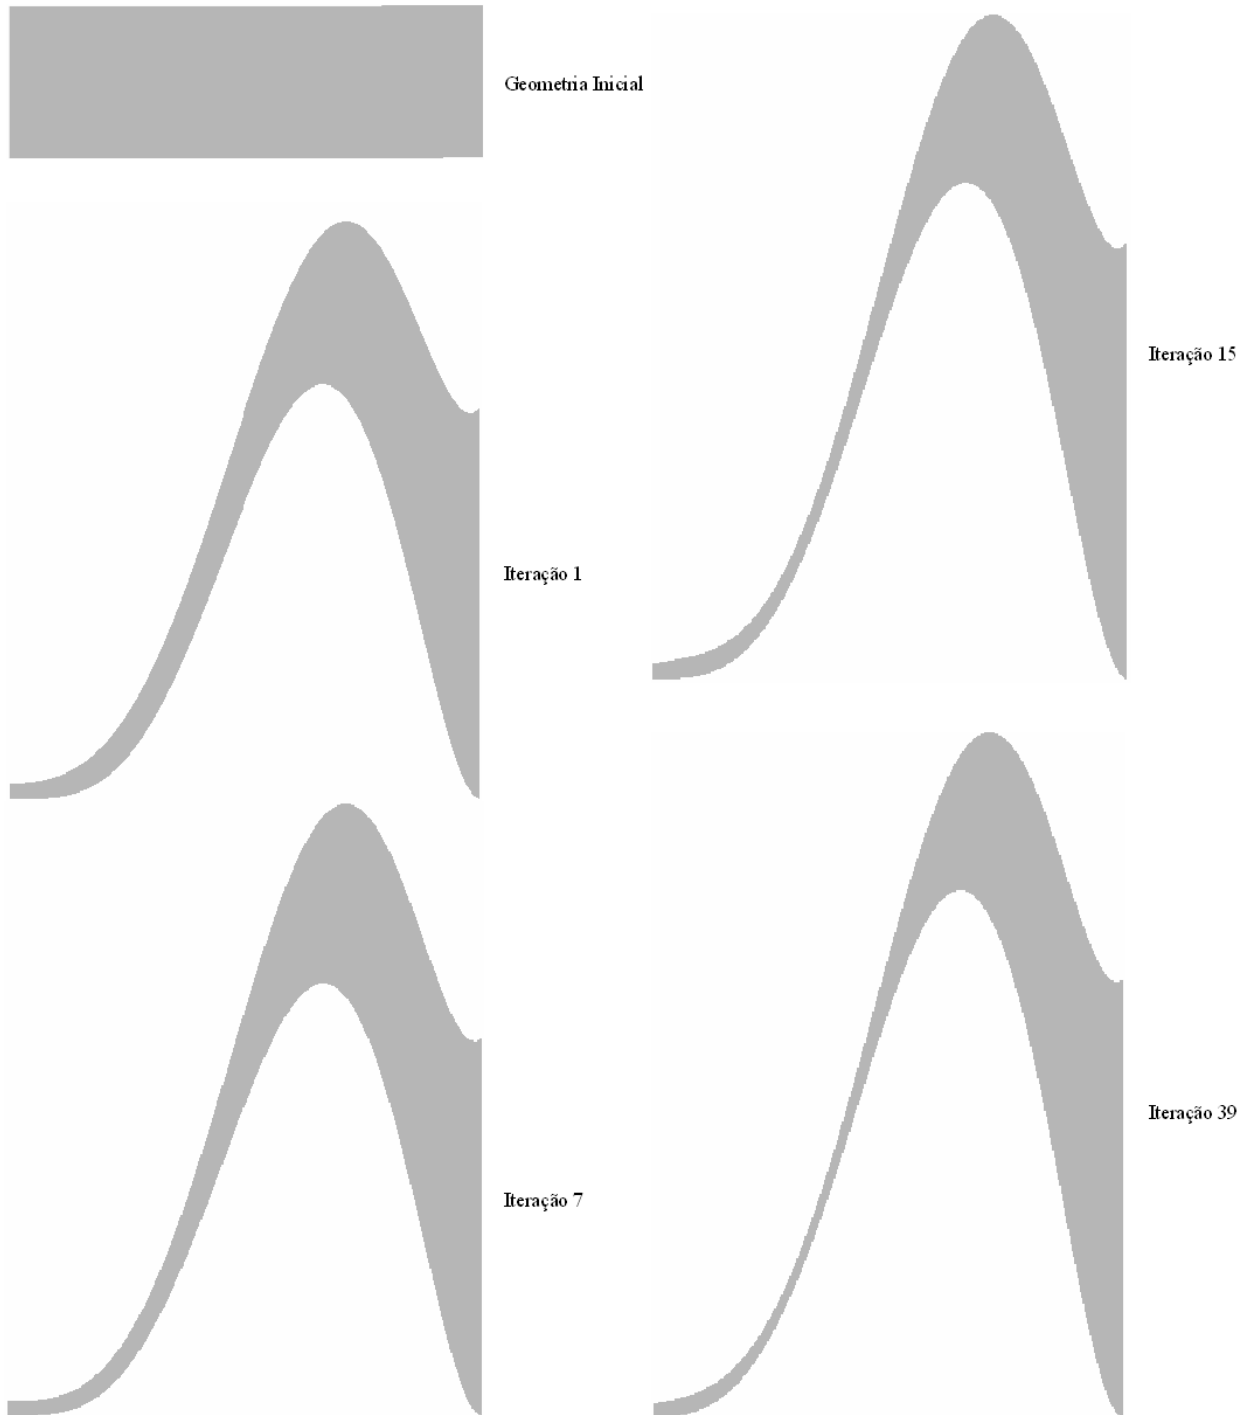 Geometria Inicial
Iteração 1
Iteração 7
Iteração 15
Iteração 39